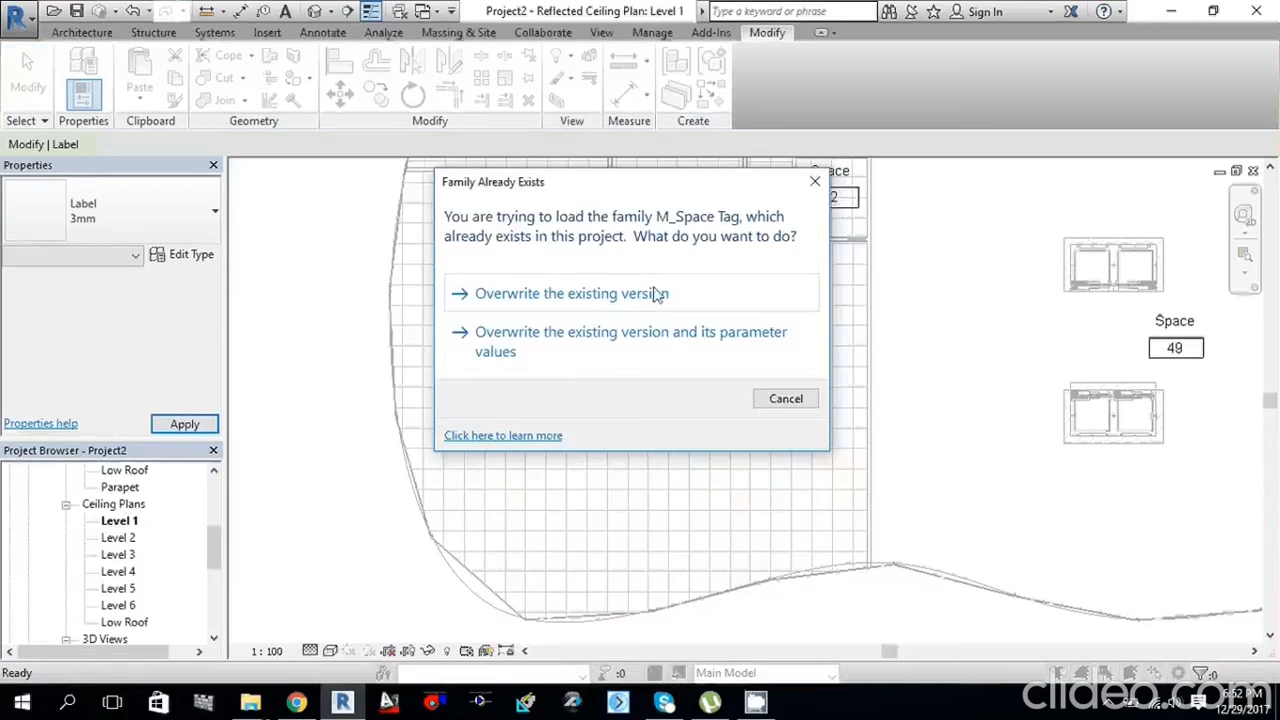 Project2 - Reflected Ceiling Plan: Level 1
Type a keyword or phrase
Sign In
Architecture Structure Systems Insert Annotate Analyze Massing & Site Collaborate View Manage Add-Ins Modify
Modify
Paste
Cope
Cut
Join
Select Properties Clipboard Geometry Modify View Measure Create
Modify | Label
Properties
Label
3mm
Edit Type
Properties help
Apply
Project Browser - Project2
Low Roof
Parapet
Ceiling Plans
Level 1
Level 2
Level 3
Level 4
Level 5
Level 6
Low Roof
3D Views
Family Already Exists
You are trying to load the family M_Space Tag, which
already exists in this project. What do you want to do?
Overwrite the existing version
Overwrite the existing version and its parameter
values
Cancel
Click here to learn more
2
Space
49
1 : 100
Ready
:0
Main Model
:0
clideo.com
6:52 PM
12/29/2017